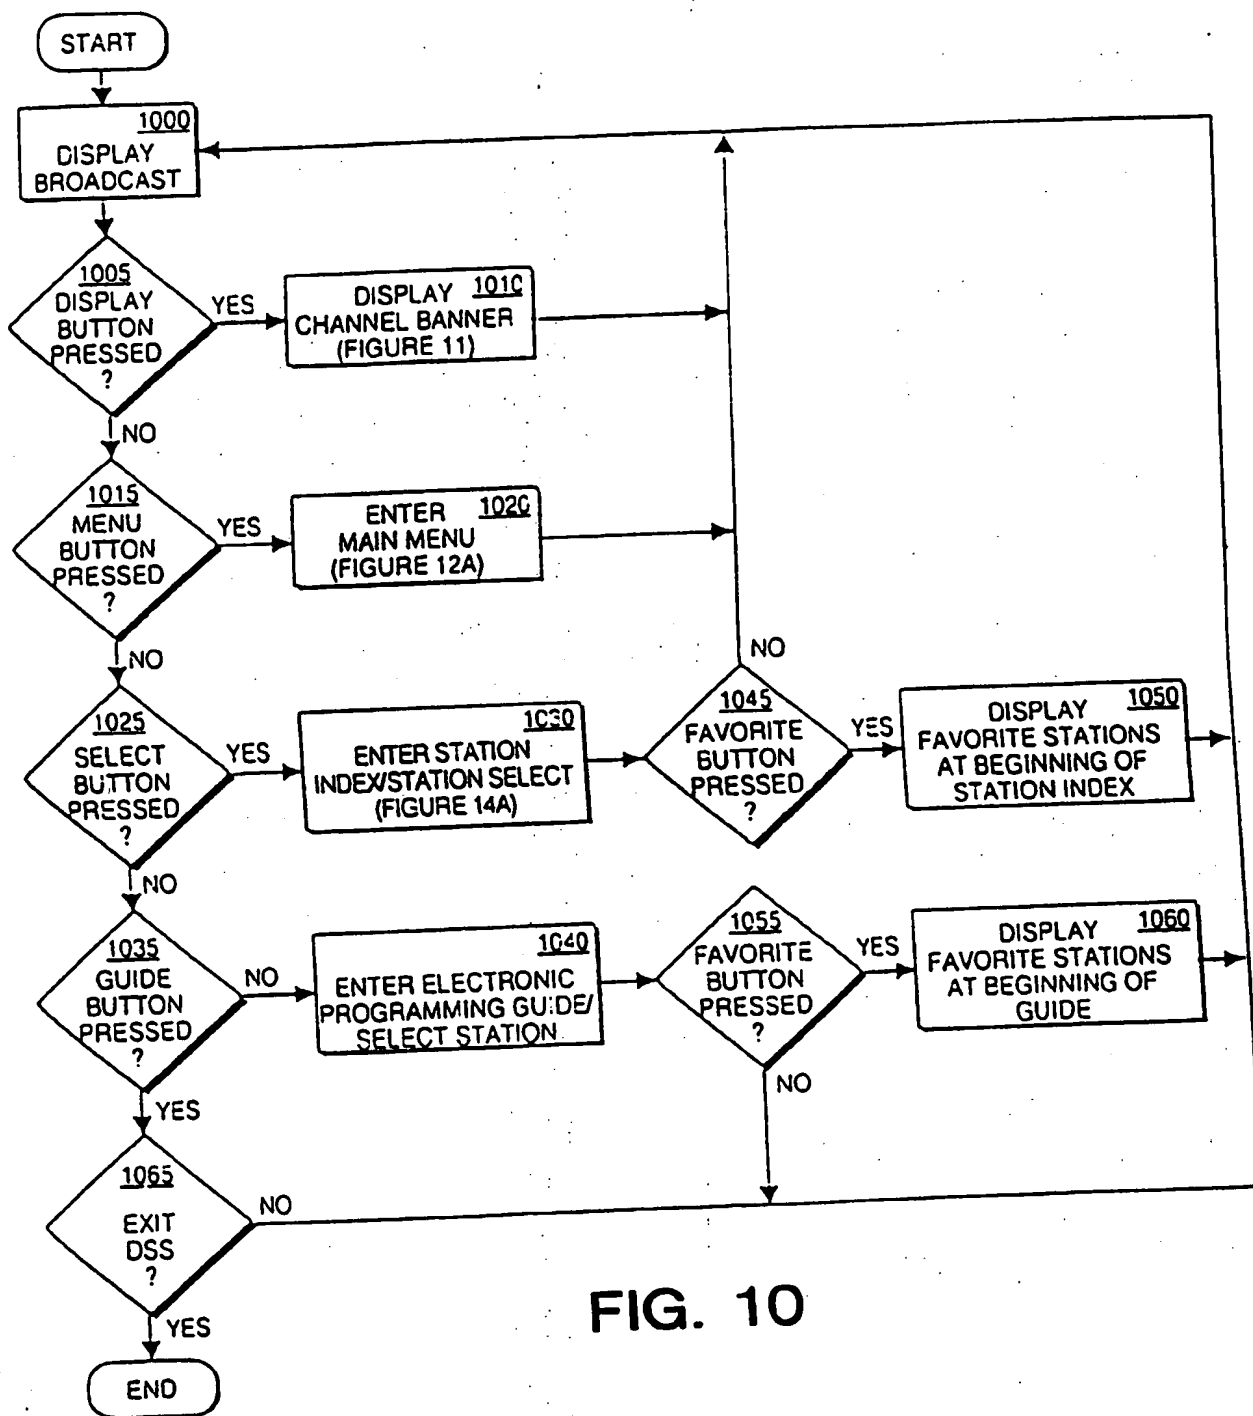 START
1000
DISPLAY
BROADCAST
1005
DISPLAY
BUTTON
PRESSED
?
YES
DISPLAY 1010
CHANNEL BANNER
(FIGURE 11)
NO
1015
MENU
BUTTON
PRESSED
?
YES
ENTER 1020
MAIN MENU
(FIGURE 12A)
NO
1025
SELECT
BUTTON
PRESSED
?
YES
1030
ENTER STATION
INDEX/STATION SELECT
(FIGURE 14A)
NO
1045
FAVORITE
BUTTON
PRESSED
?
YES
DISPLAY 1050
FAVORITE STATIONS
AT BEGINNING OF
STATION INDEX
NO
1035
GUIDE
BUTTON
PRESSED
?
NO
1040
ENTER ELECTRONIC
PROGRAMMING GUIDE/
SELECT STATION
1055
FAVORITE
BUTTON
PRESSED
?
YES
DISPLAY 1060
FAVORITE STATIONS
AT BEGINNING OF
GUIDE
NO
YES
1065
EXIT
DSS
?
NO
YES
END
FIG. 10